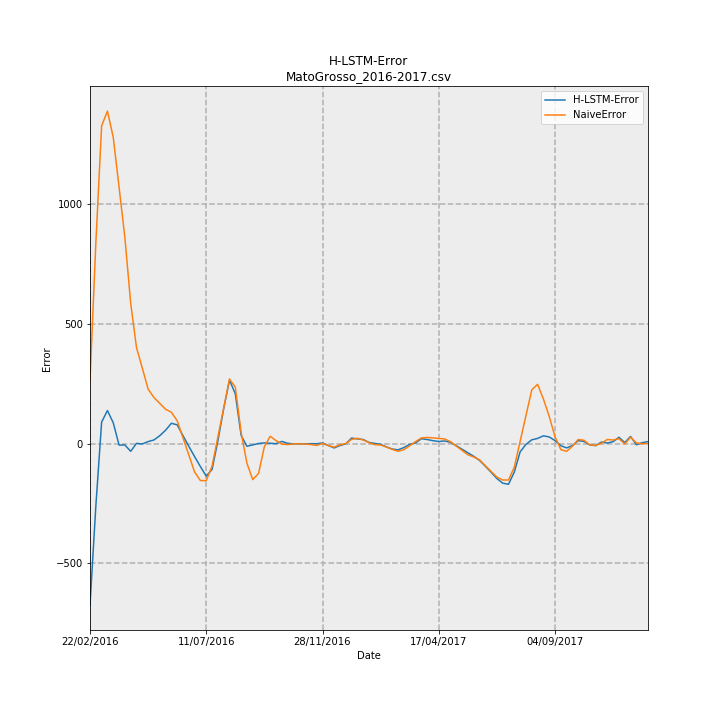 H-LSTM-Error
MatoGrosso_2016-2017.csv
H-LSTM-Error
NaiveError
1000
500
0
−500
Error
22/02/2016 11/07/2016 28/11/2016 17/04/2017 04/09/2017
Date